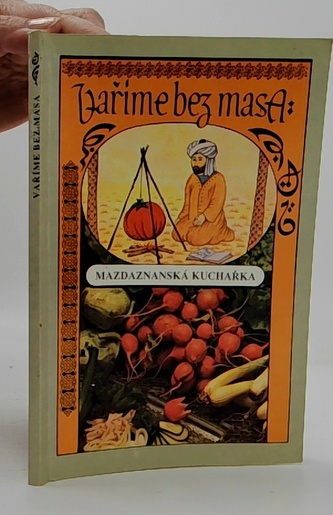 Vaříme bez masa:
MAZDAZNANSKÁ KUCHAŘKA
VAŘÍME BEZ MASA